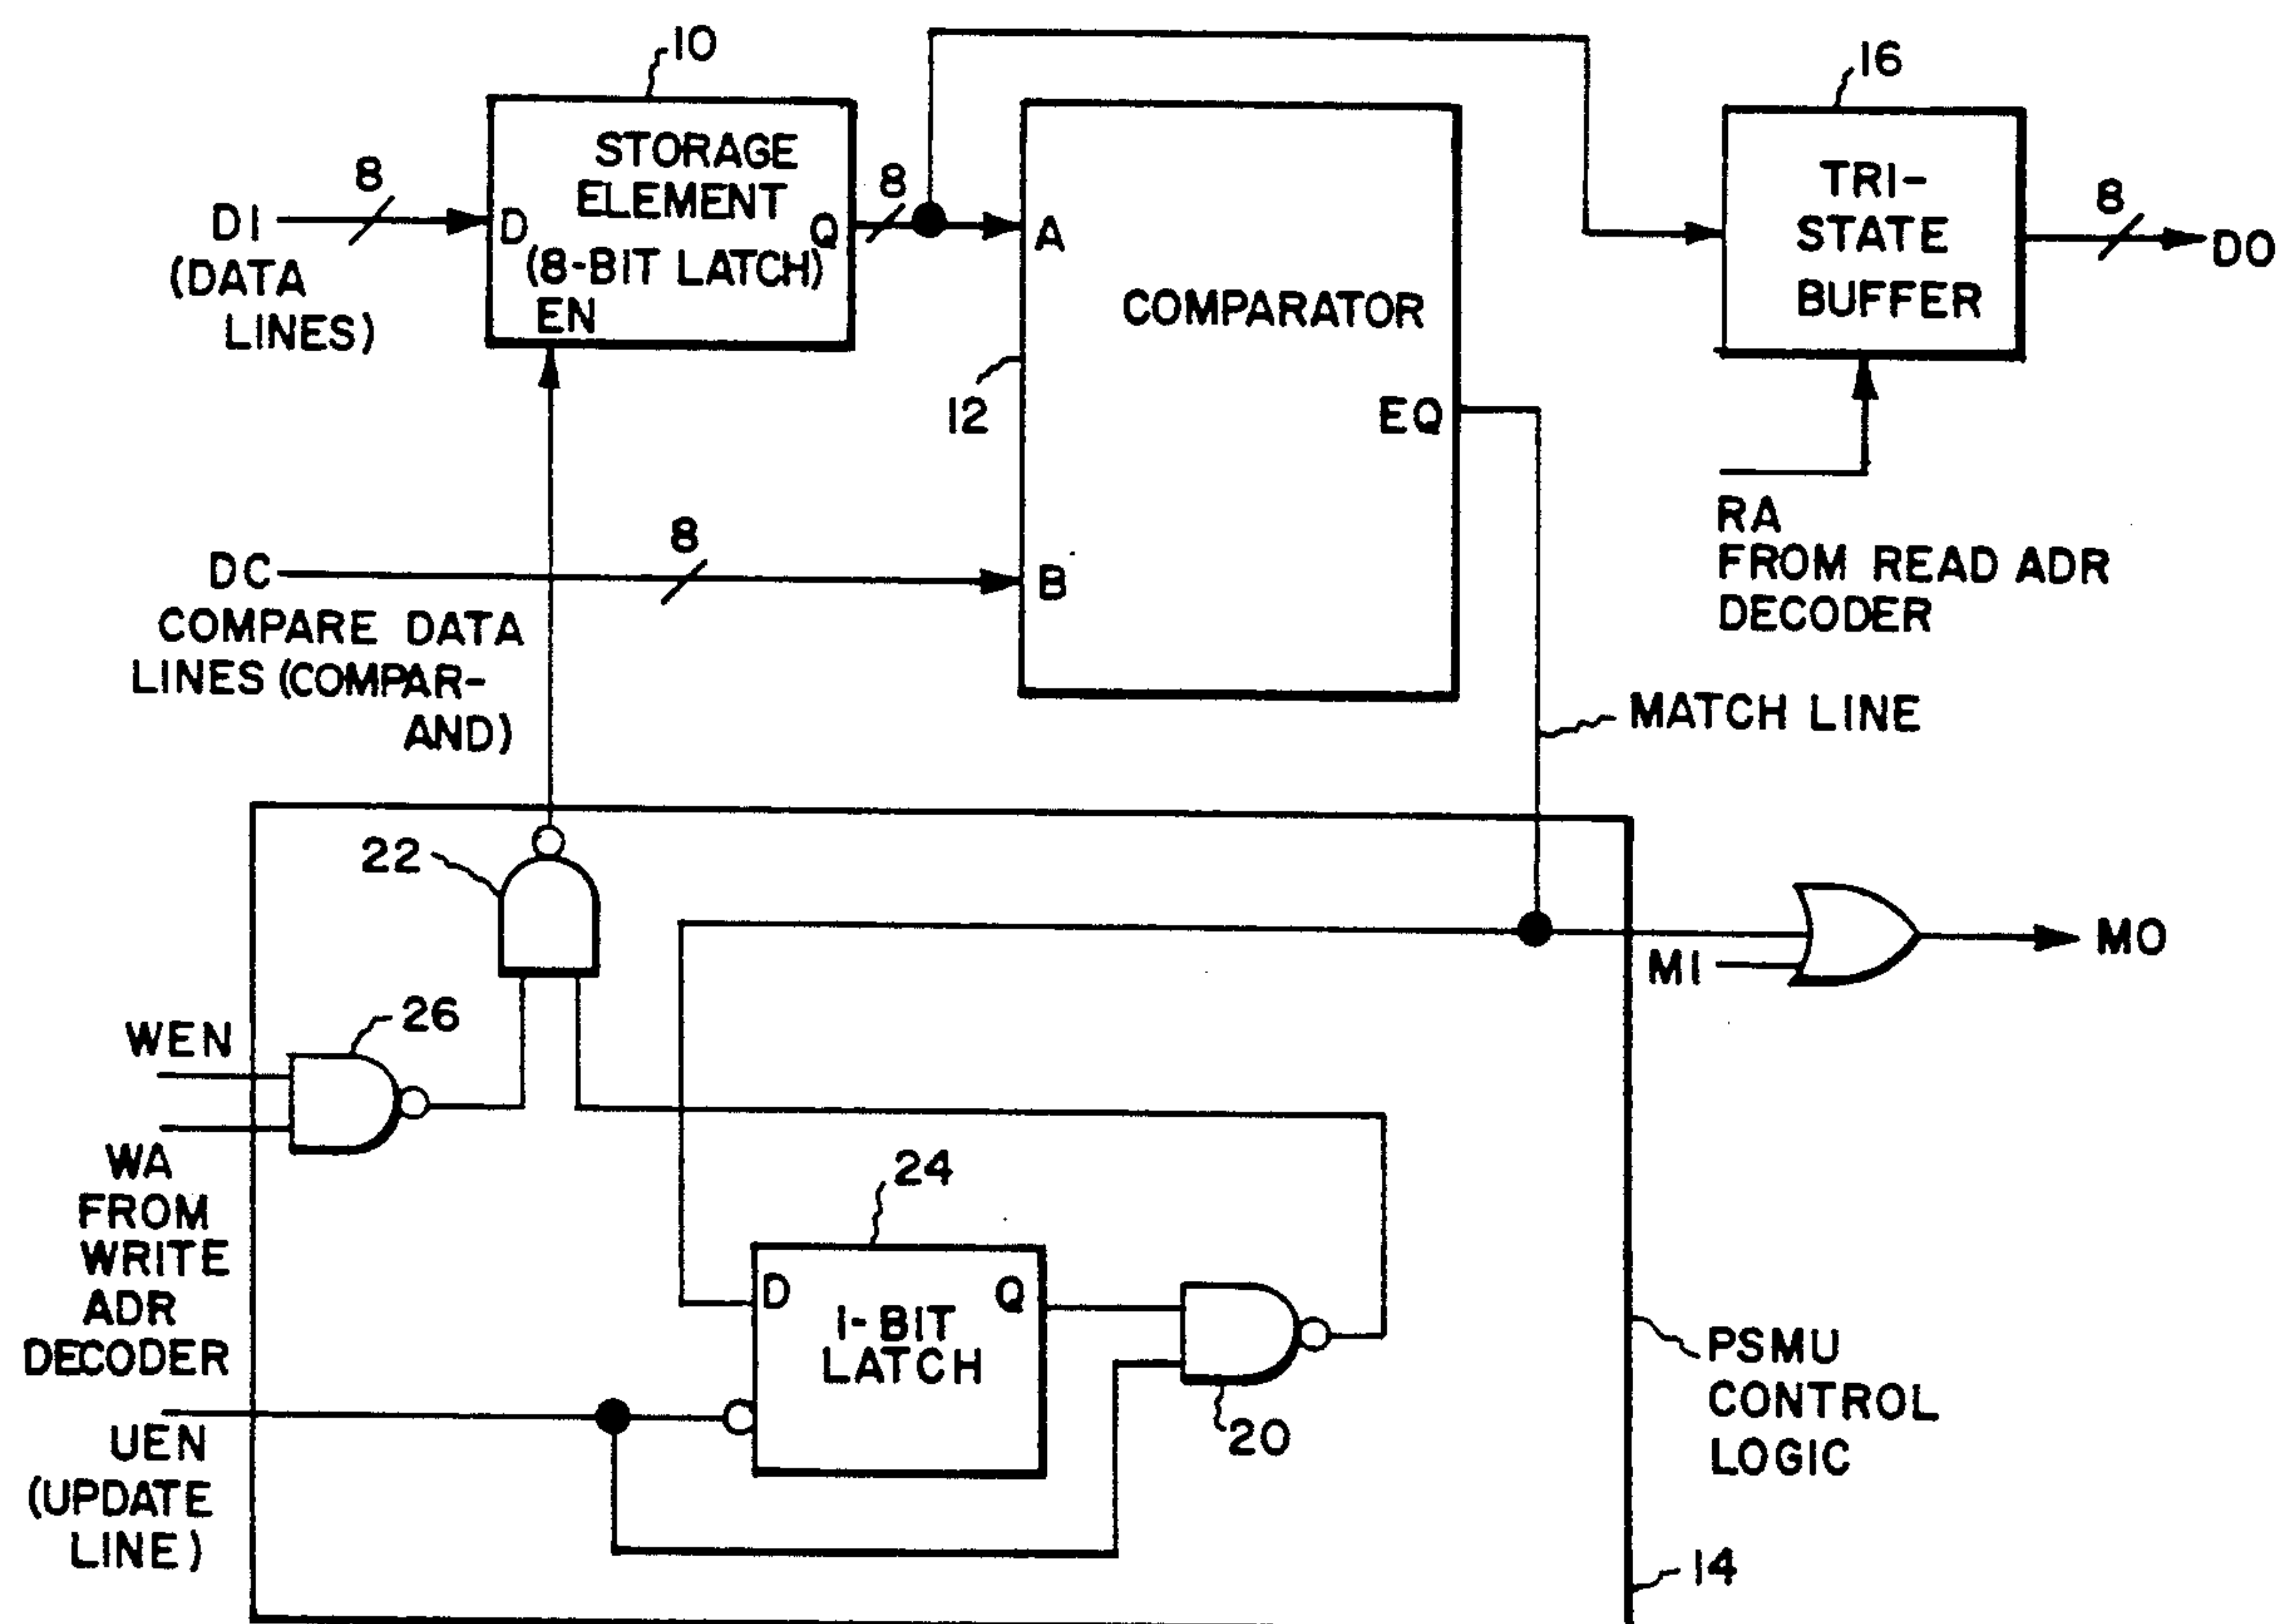 10
16
8
STORAGE
ELEMENT
(8-BIT LATCH)
D
Q
EN
DI
(DATA
LINES)
8
A
COMPARATOR
12
EQ
B
TRI-
STATE
BUFFER
8
DO
RA
FROM READ ADR
DECODER
DC
COMPARE DATA
LINES (COMPAR-
AND)
8
MATCH LINE
22
MI
MO
WEN
26
WA
FROM
WRITE
ADR
DECODER
24
D
Q
1-BIT
LATCH
20
UEN
(UPDATE
LINE)
PSMU
CONTROL
LOGIC
14